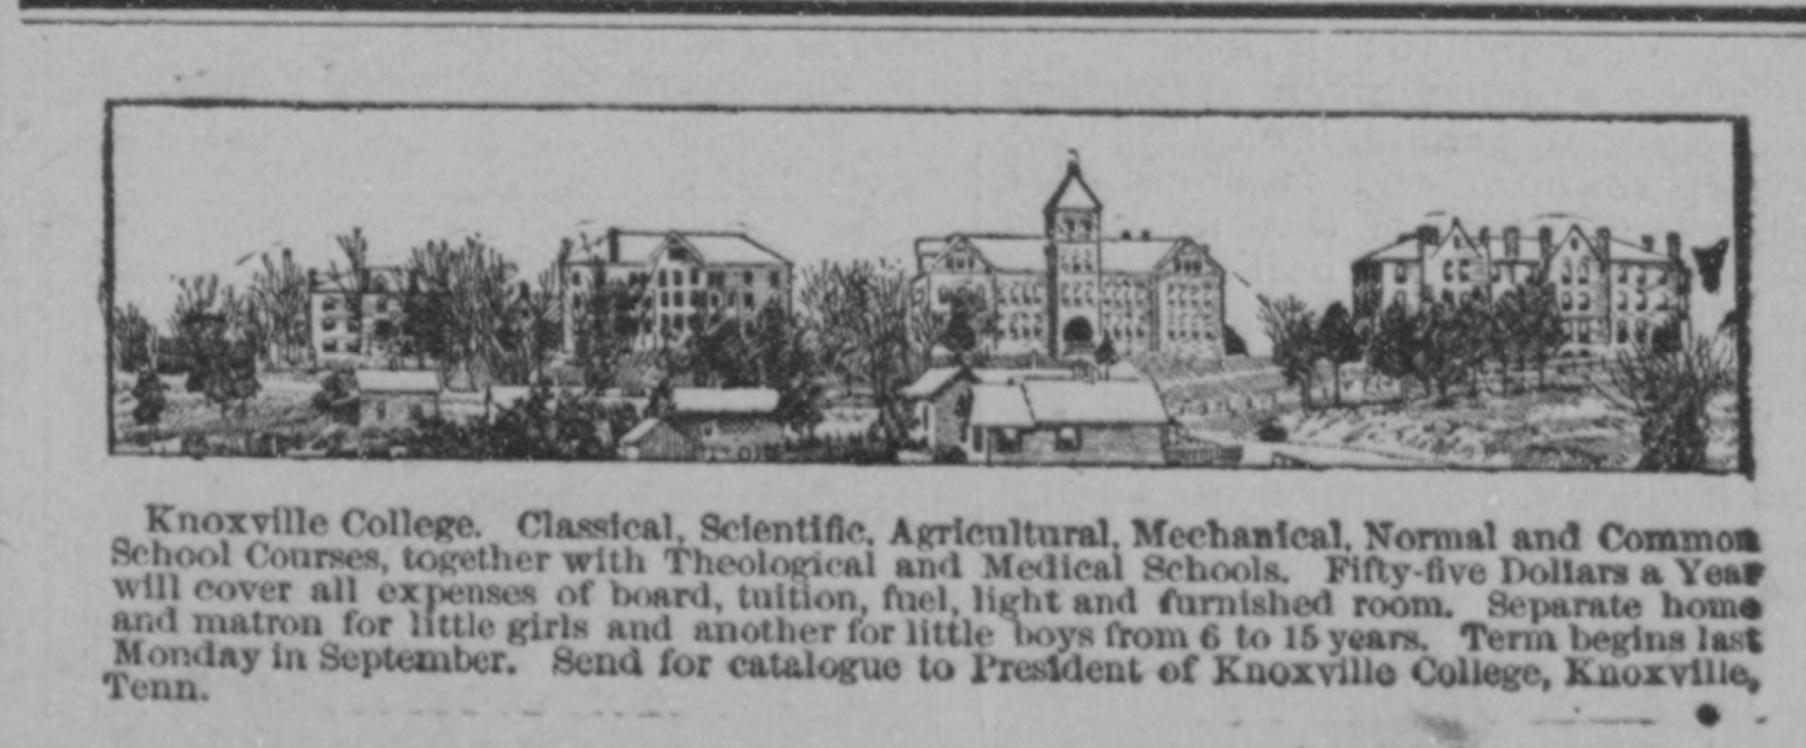 Knoxville College. Classical, Scientific, Agricultural, Mechanical, Normal and Common
School Courses, together with Theological and Medical Schools. Fifty-five Dollars a Year
will cover all expenses of board, tuition, fuel, light and furnished room. Separate home
and matron for little girls and another for little boys from 6 to 15 years. Term begins last
Monday in September. Send for catalogue to President of Knoxville College, Knoxville,
Tenn.